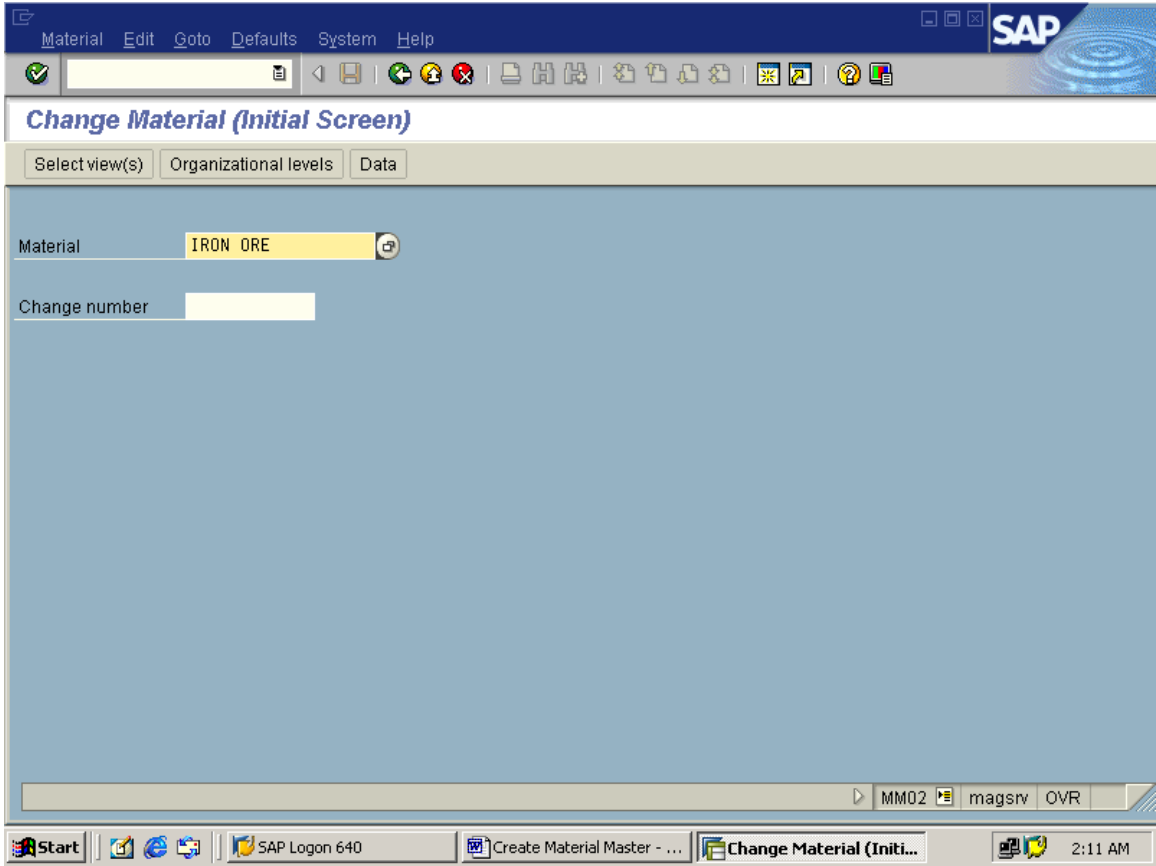 Material Edit Goto Defaults System Help
SAP
Change Material (Initial Screen)
Select view(s) Organizational levels Data
Material IRON ORE
Change number
MM02 magsrv OVR
Start SAP Logon 640 Create Material Master - ... Change Material (Initi... 2:11 AM